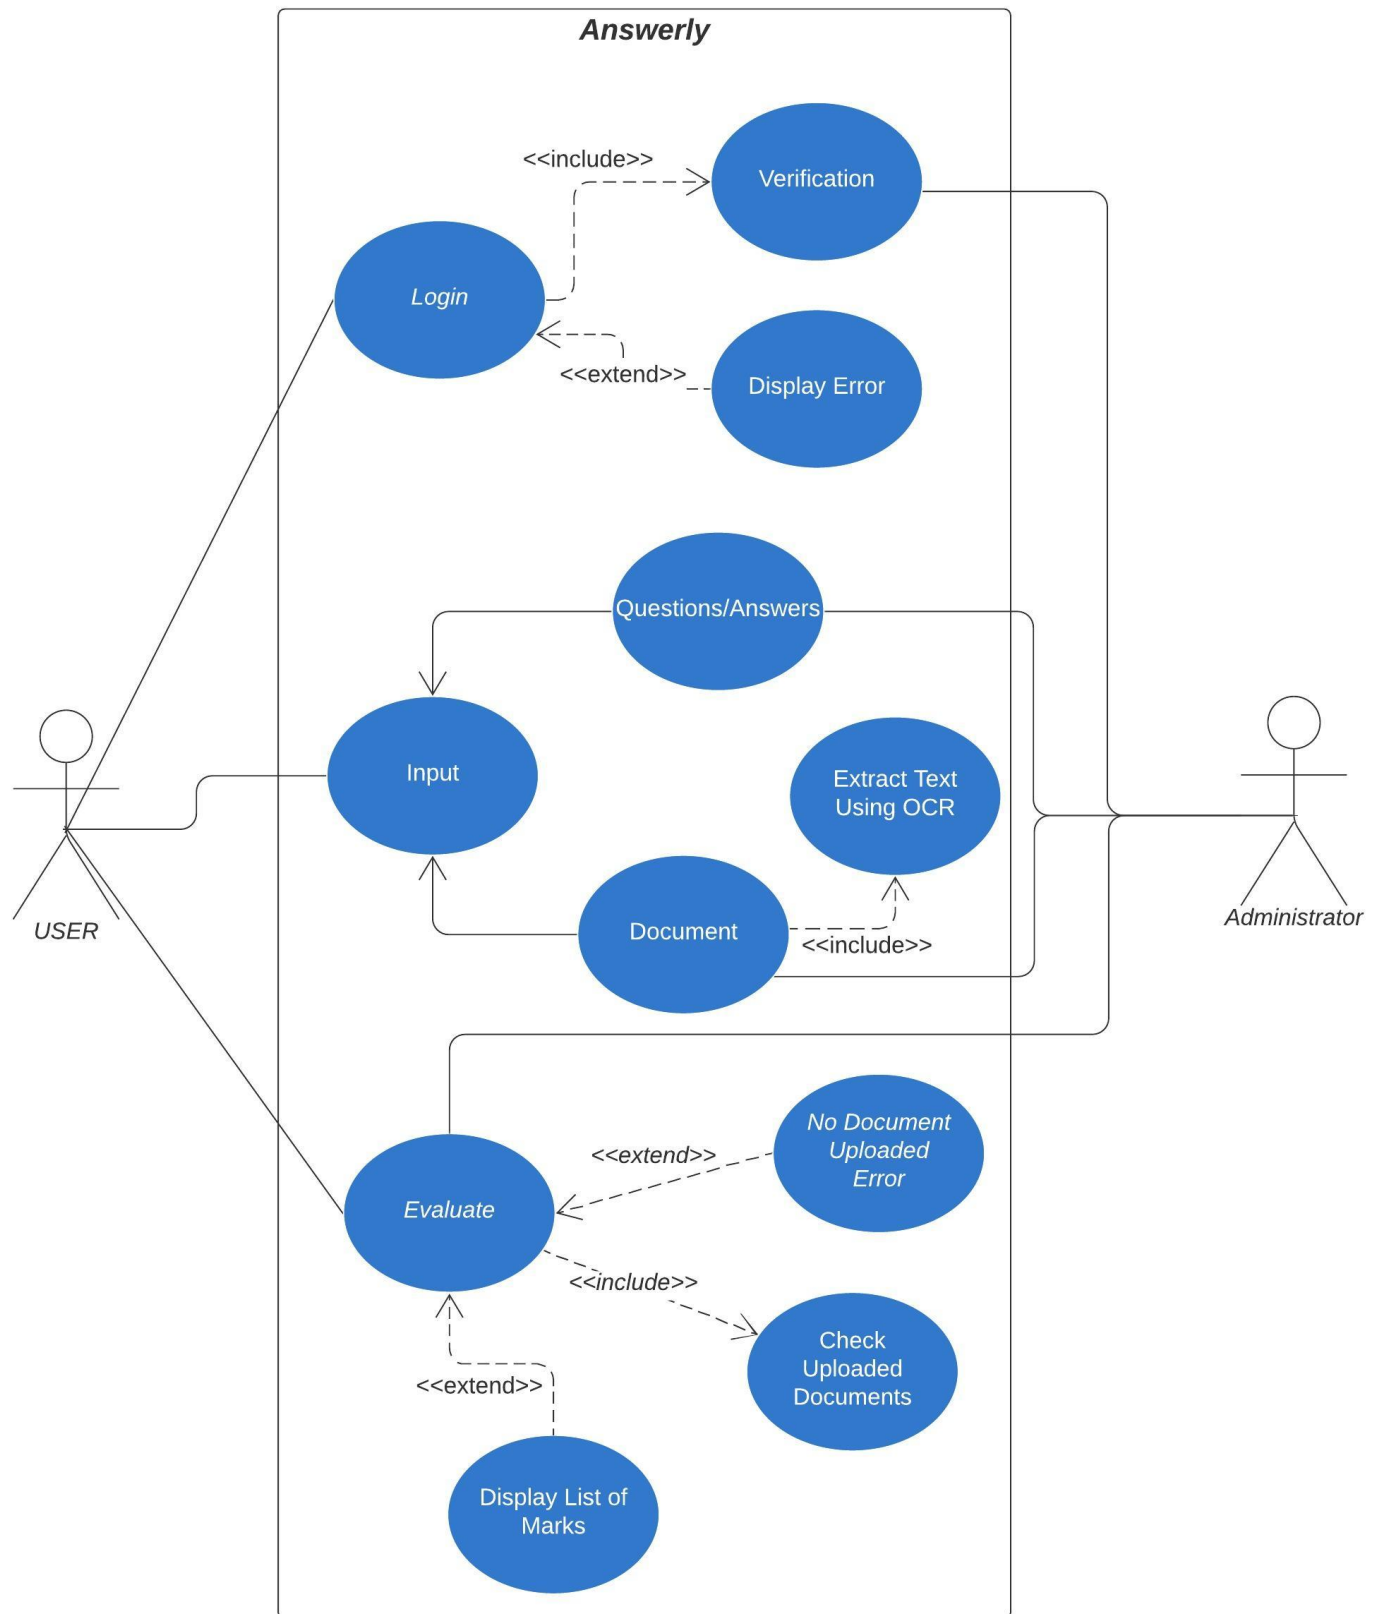 Answerly
<<include>>
Verification
Login
<<extend>>
Display Error
Questions/Answers
Input
Extract Text
Using OCR
USER
Document
<<include>>
Administrator
No Document
Uploaded
Error
<<extend>>
Evaluate
<<include>>
Check
Uploaded
Documents
<<extend>>
Display List of
Marks